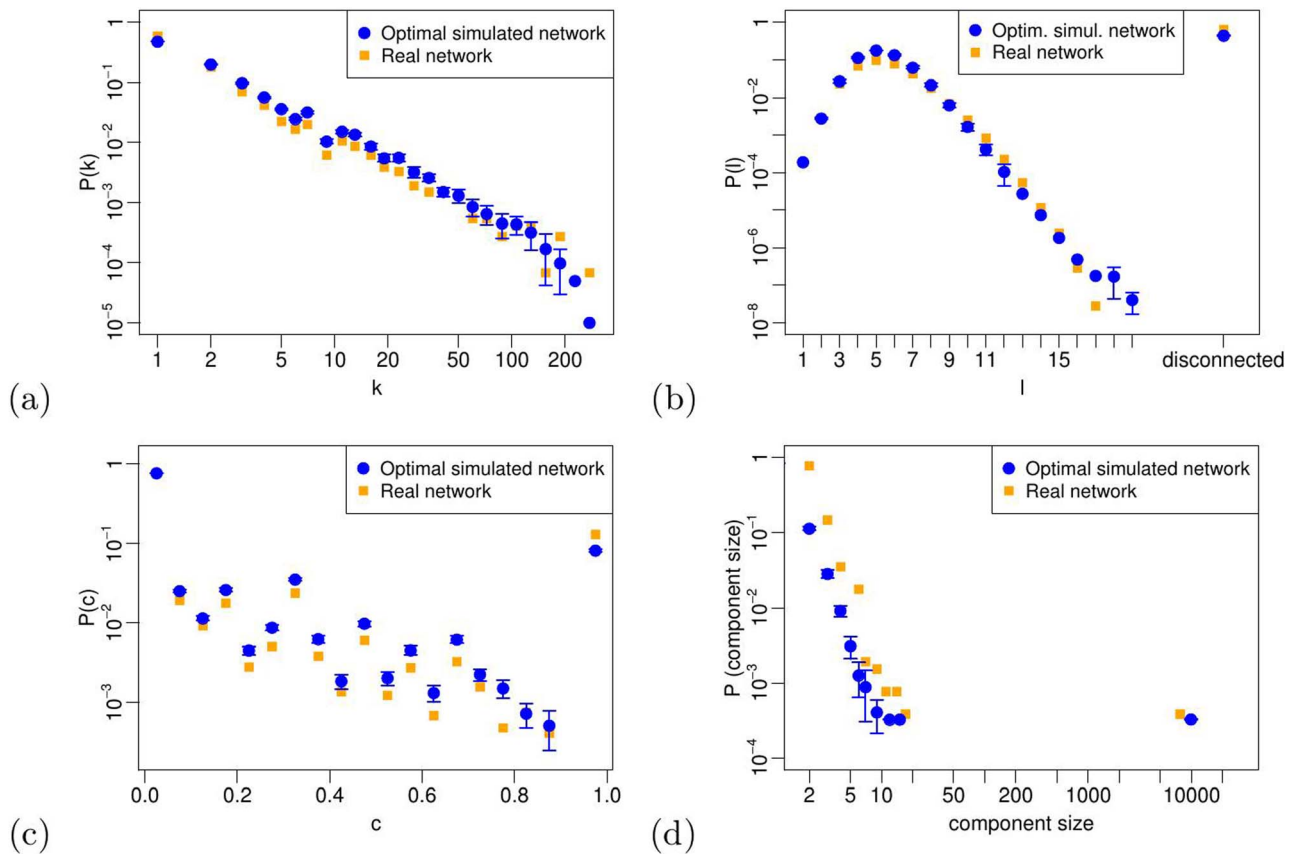 Optimal simulated network
Real network
P(k)
1
10⁻¹
10⁻²
10⁻³
10⁻⁴
10⁻⁵
1 2 5 10 20 50 100 200
k
(a)
Optim. simul. network
Real network
P(l)
1
10⁻²
10⁻⁴
10⁻⁶
10⁻⁸
1 3 5 7 9 11 15 disconnected
l
(b)
Optimal simulated network
Real network
P(c)
1
10⁻¹
10⁻²
10⁻³
0.0 0.2 0.4 0.6 0.8 1.0
c
(c)
Optimal simulated network
Real network
P (component size)
1
10⁻¹
10⁻²
10⁻³
10⁻⁴
2 5 10 50 200 1000 10000
component size
(d)